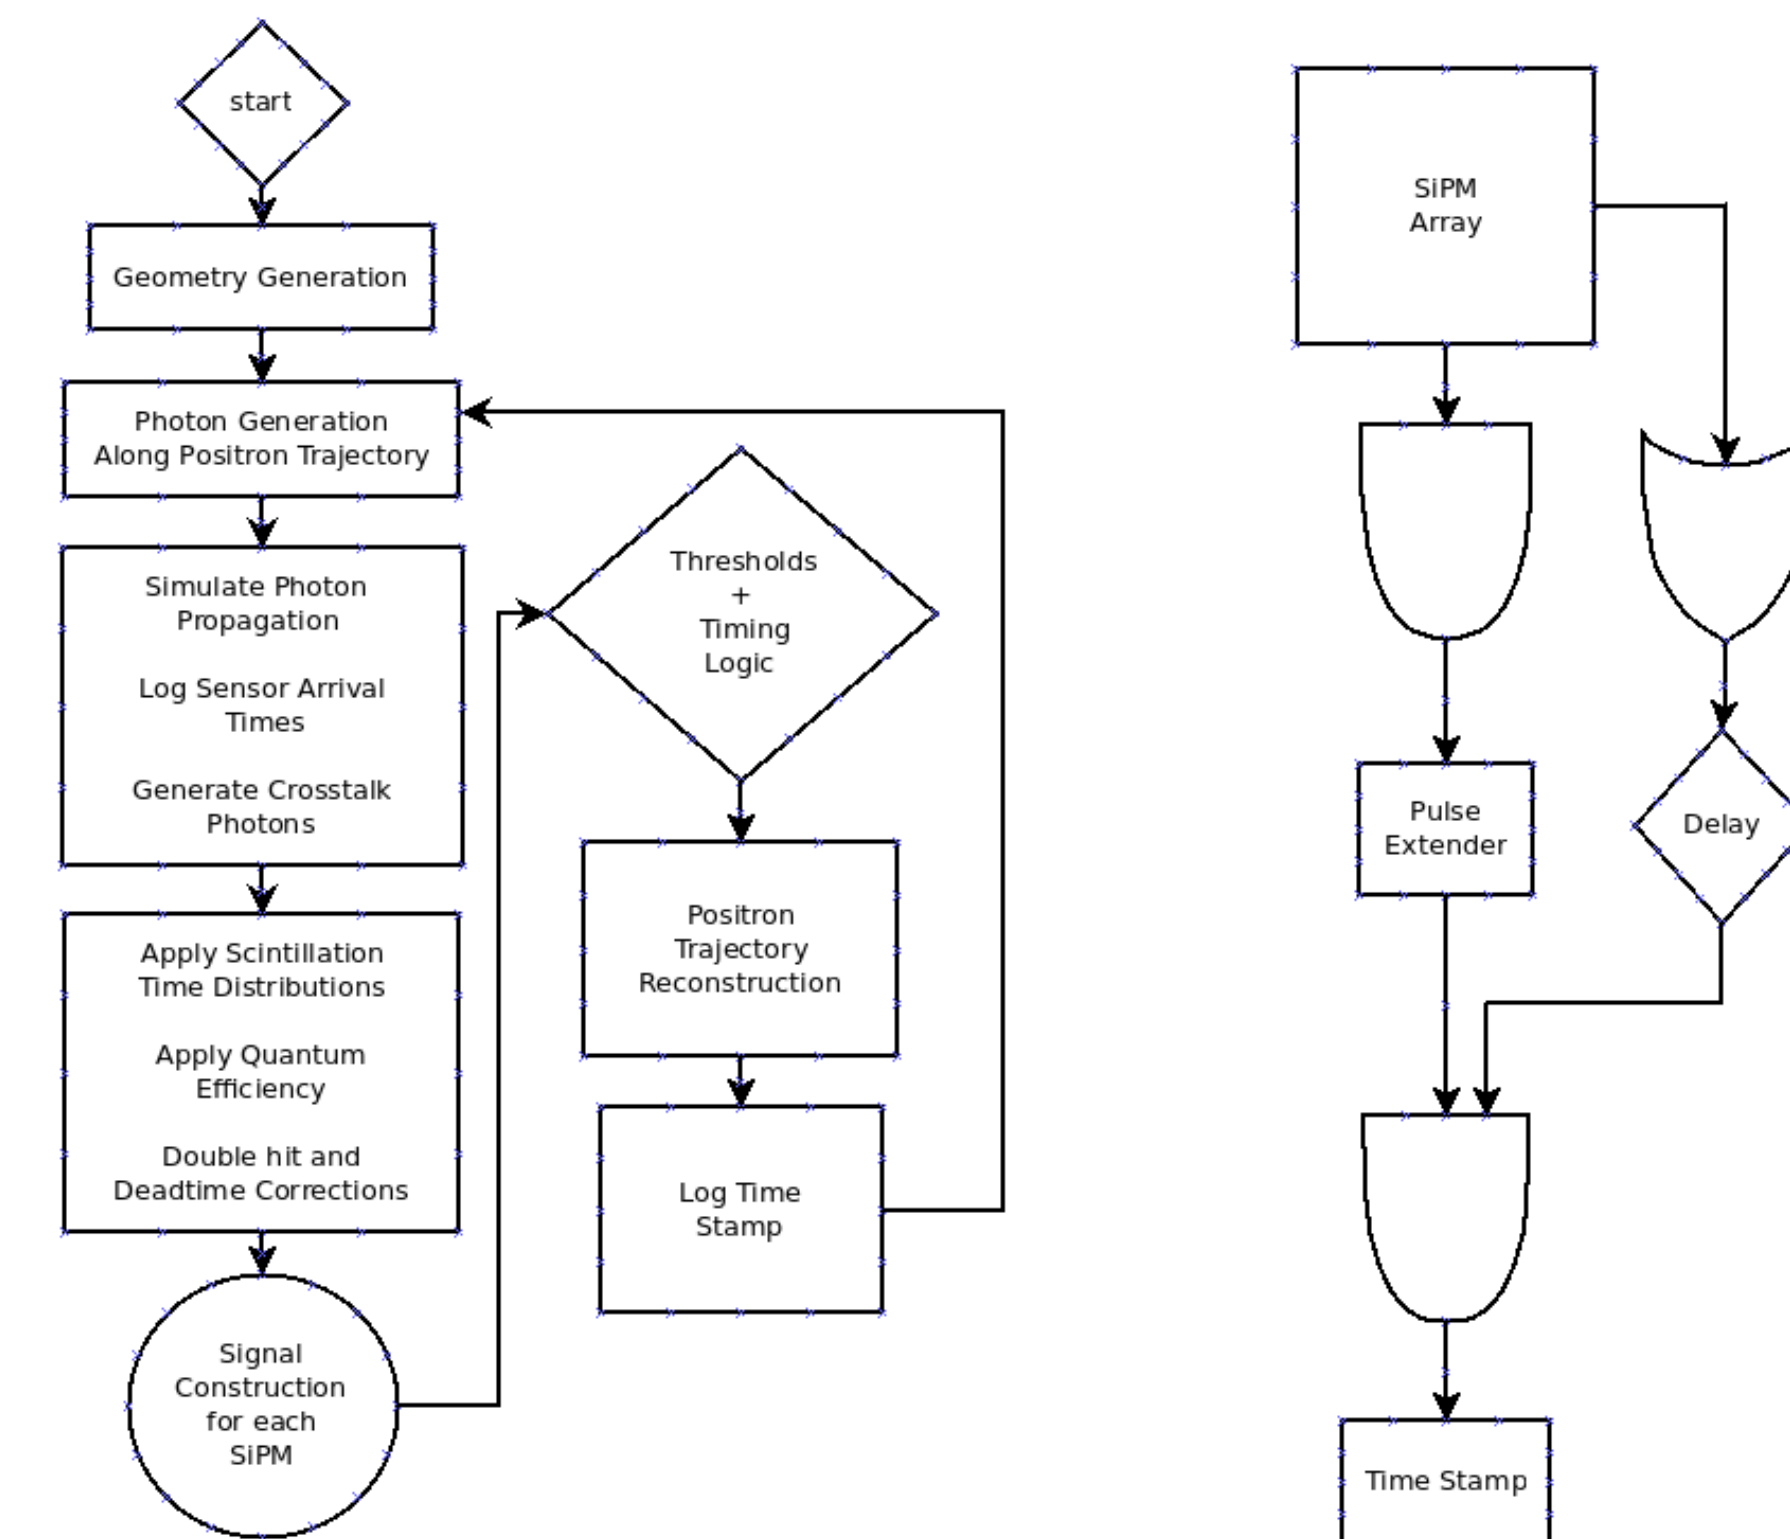 start
Geometry Generation
Photon Generation
Along Positron Trajectory
Simulate Photon
Propagation
Log Sensor Arrival
Times
Generate Crosstalk
Photons
Apply Scintillation
Time Distributions
Apply Quantum
Efficiency
Double hit and
Deadtime Corrections
Signal
Construction
for each
SiPM
Thresholds
+
Timing
Logic
Positron
Trajectory
Reconstruction
Log Time
Stamp
SiPM
Array
Pulse
Extender
Delay
Time Stamp